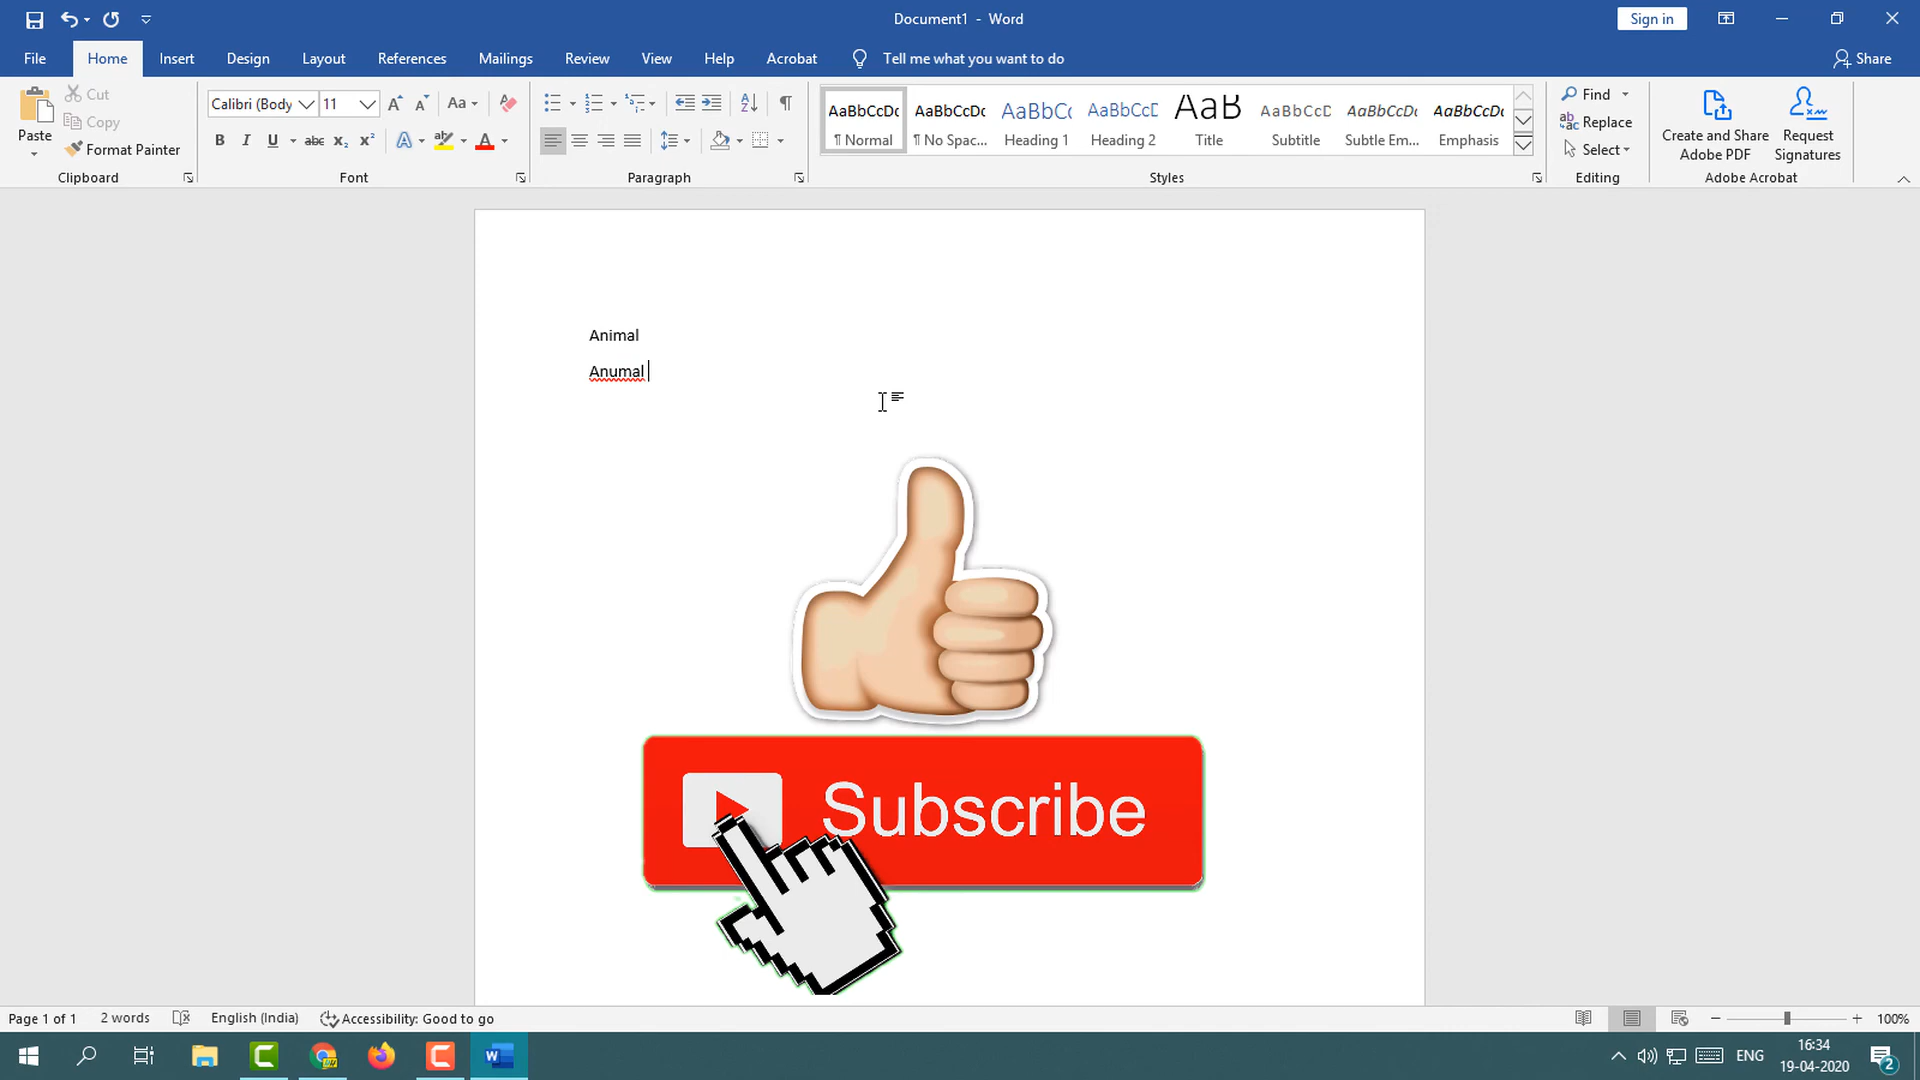 Document1 - Word
Sign in
File Home Insert Design Layout References Mailings Review View Help Acrobat Tell me what you want to do Share
Paste
Cut
Copy
Format Painter
Clipboard
Calibri (Body 11
Font
Paragraph
AaBbCcDc AaBbCcDc AaBbCc AaBbCcD AaB AaBbCcD AaBbCcDc AaBbCcDc
¶ Normal ¶ No Spac... Heading 1 Heading 2 Title Subtitle Subtle Em... Emphasis
Styles
Find
Replace
Select
Editing
Create and Share Adobe PDF
Request Signatures
Adobe Acrobat
Animal
Anumal
Subscribe
Page 1 of 1 2 words English (India) Accessibility: Good to go 100%
ENG
16:34
19-04-2020
2